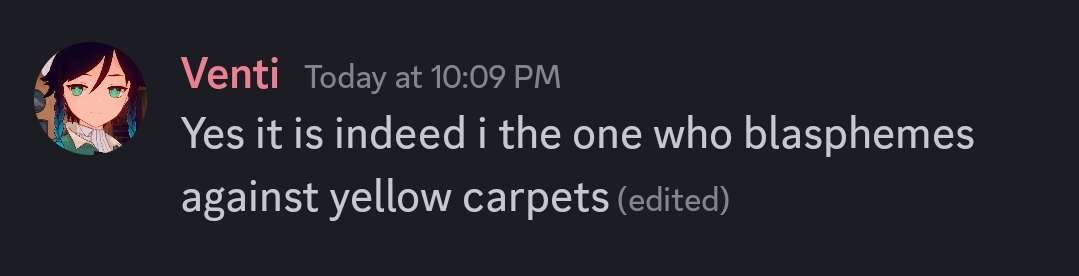 Venti Today at 10:09 PM
Yes it is indeed i the one who blasphemes
against yellow carpets (edited)